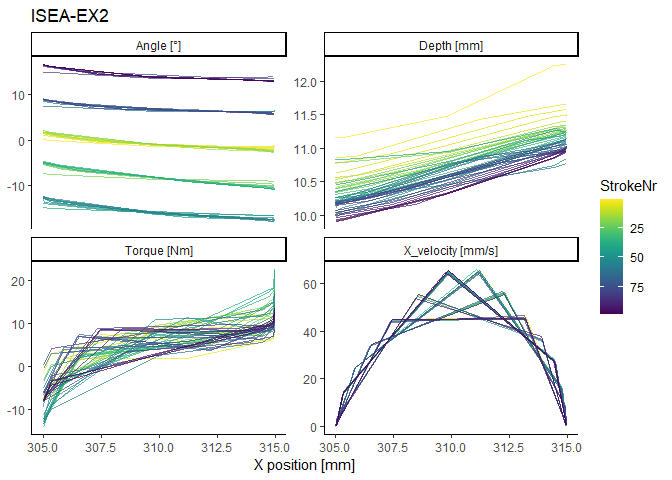 ISEA-EX2
Angle [°]
Depth [mm]
10
0
-10
12.0
11.5
11.0
10.5
10.0
StrokeNr
25
50
75
Torque [Nm]
X_velocity [mm/s]
20
10
0
-10
60
40
20
0
305.0 307.5 310.0 312.5 315.0
305.0 307.5 310.0 312.5 315.0
X position [mm]